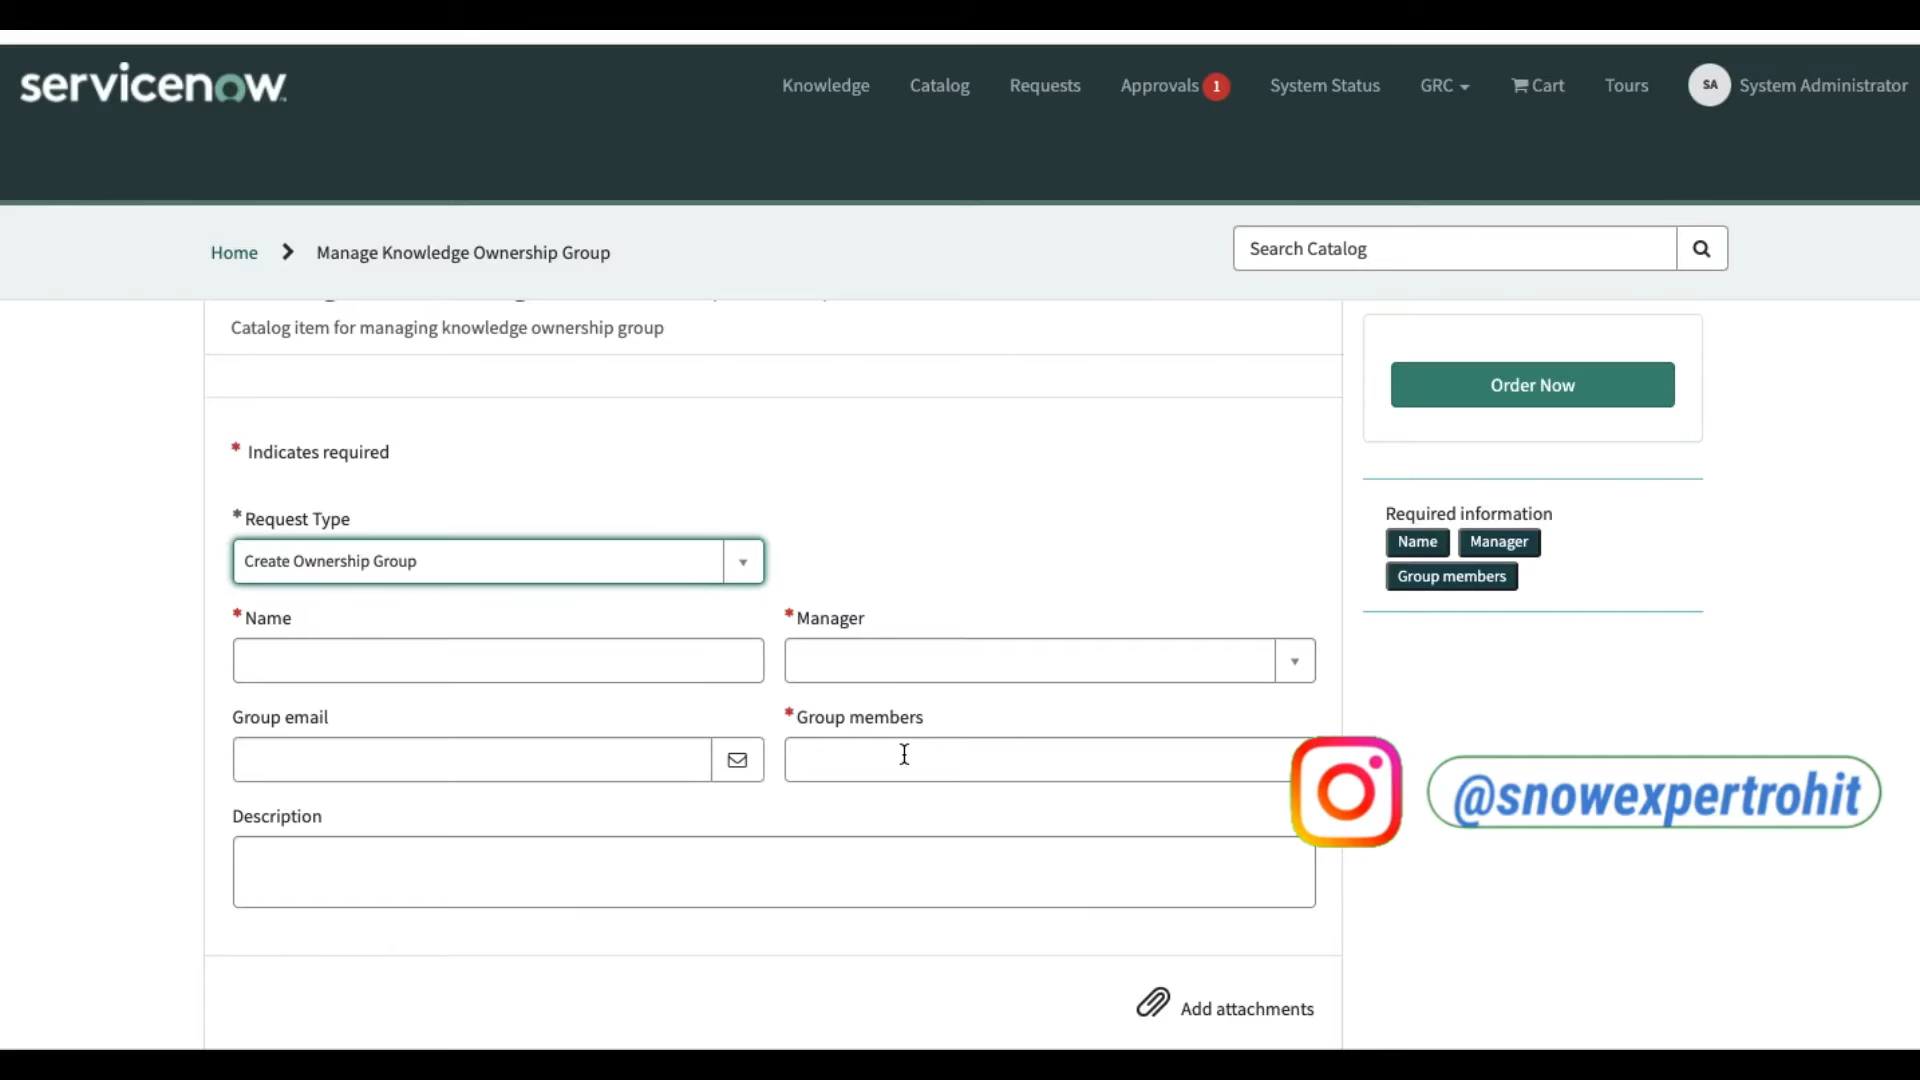 servicenow
Knowledge Catalog Requests Approvals 1 System Status GRC Cart Tours SA System Administrator
Home Manage Knowledge Ownership Group
Search Catalog
Catalog item for managing knowledge ownership group
Order Now
* Indicates required
Required information
Name Manager
Group members
* Request Type
Create Ownership Group
* Name
* Manager
Group email
* Group members
@snowexpertrohit
Description
Add attachments